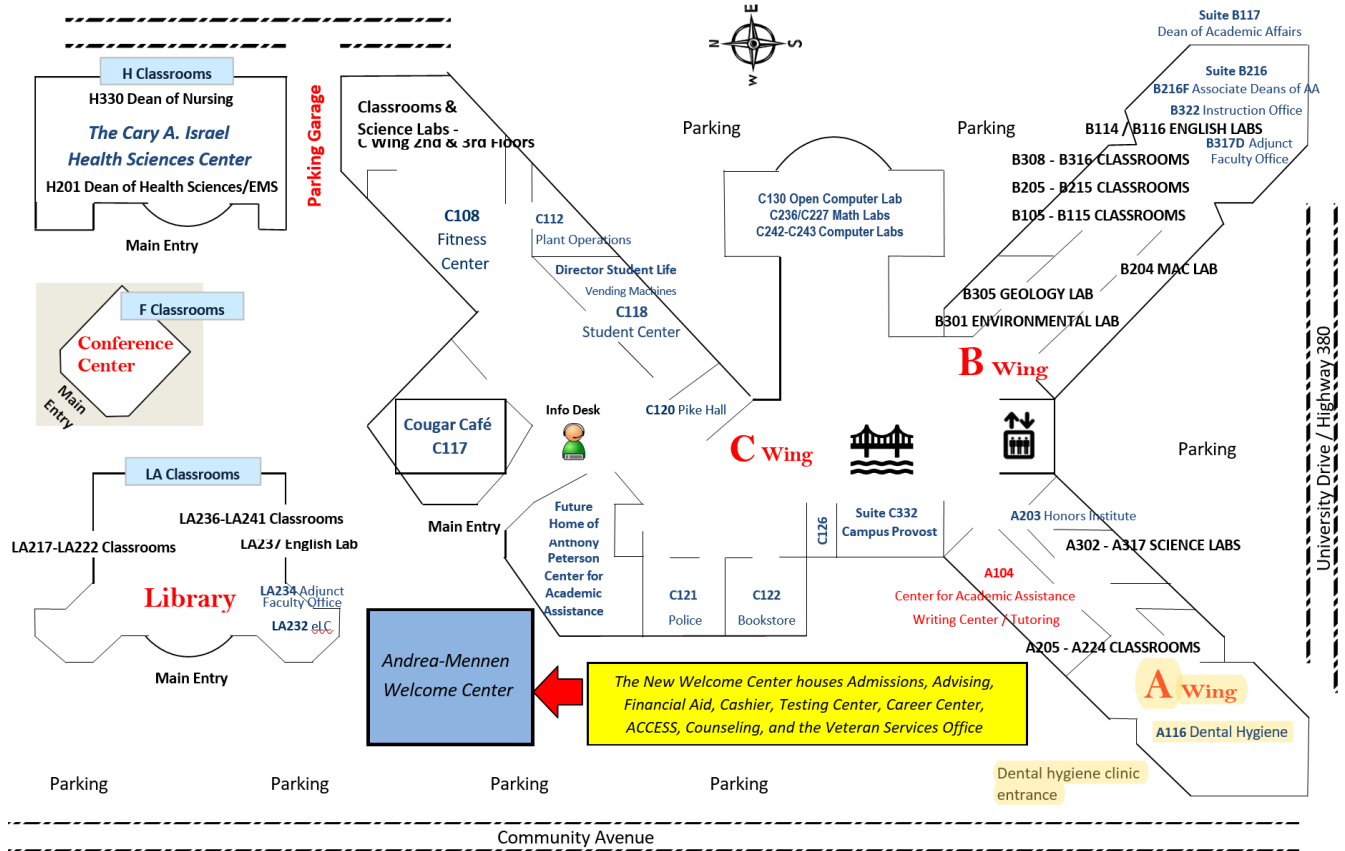 E
N
S
W
Suite B117
Dean of Academic Affairs
H Classrooms
H330 Dean of Nursing
The Cary A. Israel
Health Sciences Center
H201 Dean of Health Sciences/EMS
Main Entry
Parking Garage
Classrooms &
Science Labs -
C Wing 2nd & 3rd Floors
Parking
Parking
Suite B216
B216F Associate Deans of AA
B322 Instruction Office
B114 / B116 ENGLISH LABS
B317D Adjunct
Faculty Office
B308 - B316 CLASSROOMS
B205 - B215 CLASSROOMS
B105 - B115 CLASSROOMS
B204 MAC LAB
B305 GEOLOGY LAB
B301 ENVIRONMENTAL LAB
B Wing
C130 Open Computer Lab
C236/C227 Math Labs
C242-C243 Computer Labs
C108
Fitness
Center
C112
Plant Operations
Director Student Life
Vending Machines
C118
Student Center
C120 Pike Hall
F Classrooms
Conference
Center
Main
Entry
Cougar Café
C117
Info Desk
C Wing
Parking
University Drive / Highway 380
LA Classrooms
LA236-LA241 Classrooms
LA237 English Lab
LA217-LA222 Classrooms
Library
LA234 Adjunct
Faculty Office
LA232 eLC
Main Entry
Main Entry
Future
Home of
Anthony
Peterson
Center for
Academic
Assistance
C121
Police
C122
Bookstore
C126
Suite C332
Campus Provost
A203 Honors Institute
A302 - A317 SCIENCE LABS
A104
Center for Academic Assistance
Writing Center / Tutoring
A205 - A224 CLASSROOMS
A Wing
A116 Dental Hygiene
Dental hygiene clinic
entrance
Andrea-Mennen
Welcome Center
The New Welcome Center houses Admissions, Advising,
Financial Aid, Cashier, Testing Center, Career Center,
ACCESS, Counseling, and the Veteran Services Office
Parking
Parking
Parking
Parking
Community Avenue